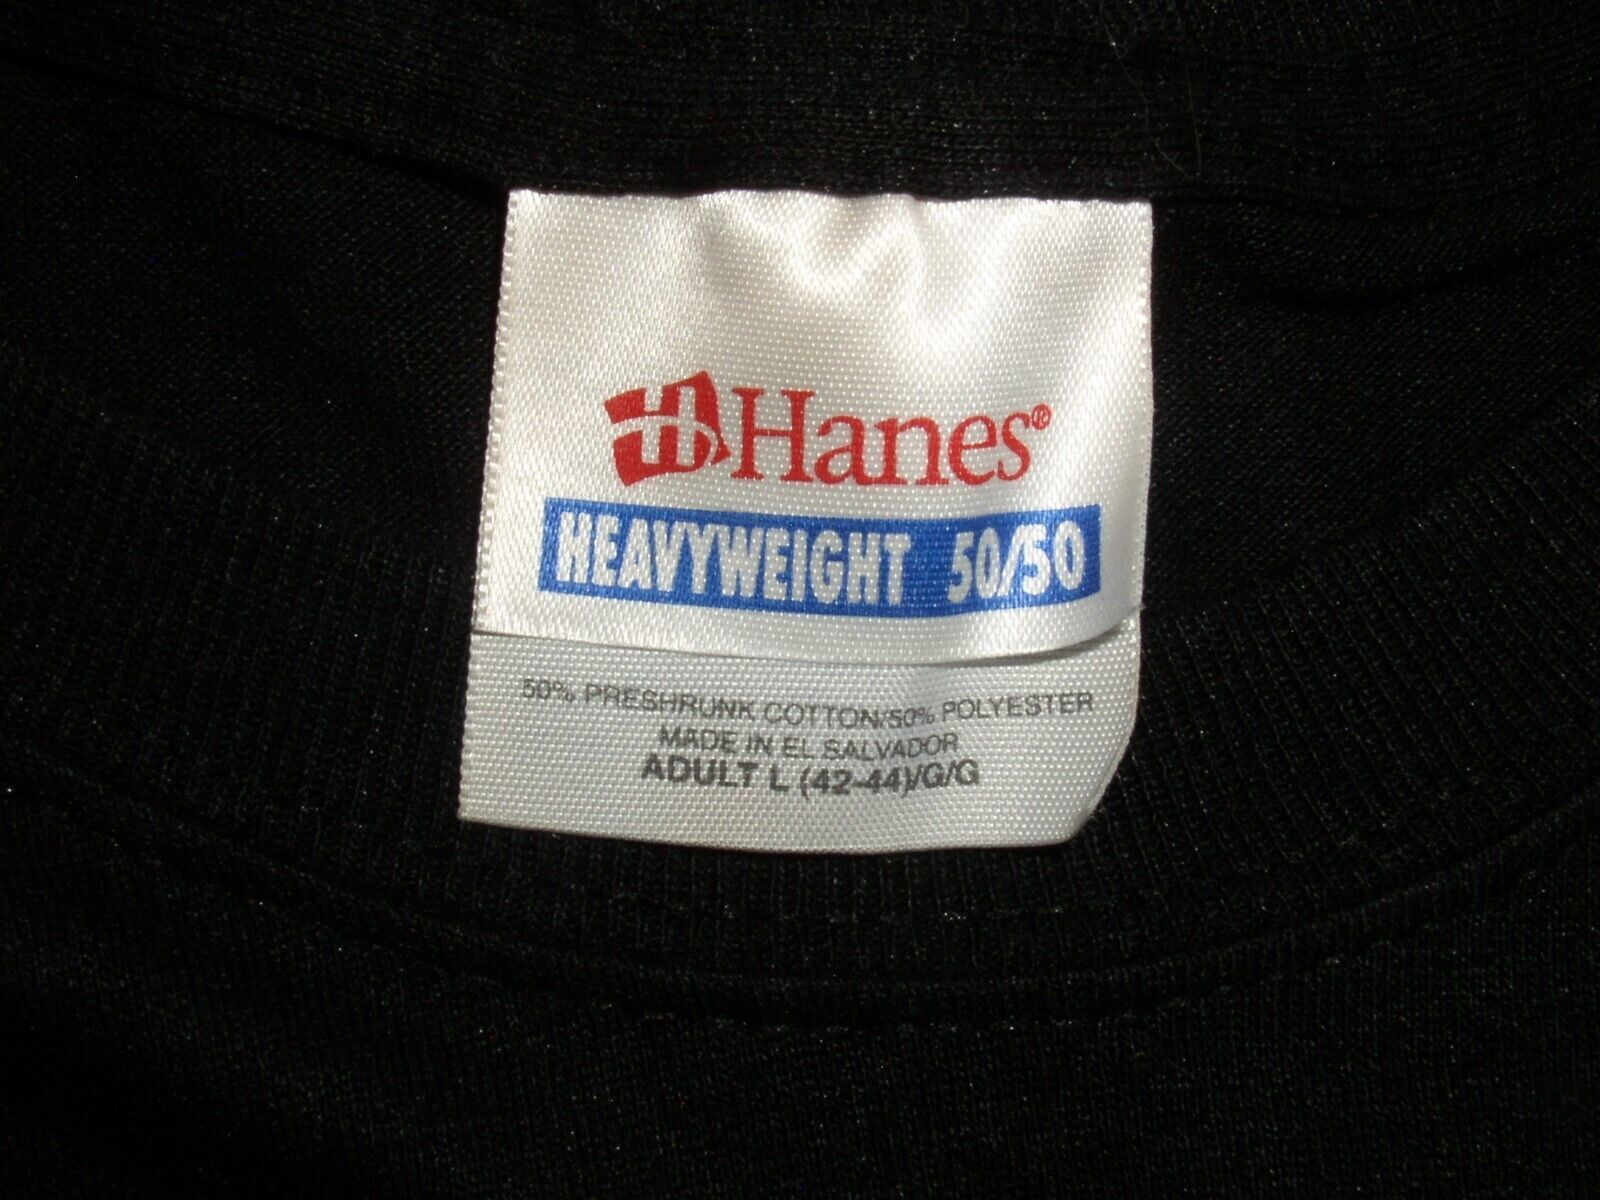 Hanes®
HEAVYWEIGHT 50/50
50% PRESHRUNK COTTON/50% POLYESTER
MADE IN EL SALVADOR
ADULT L (42-44)/G/G